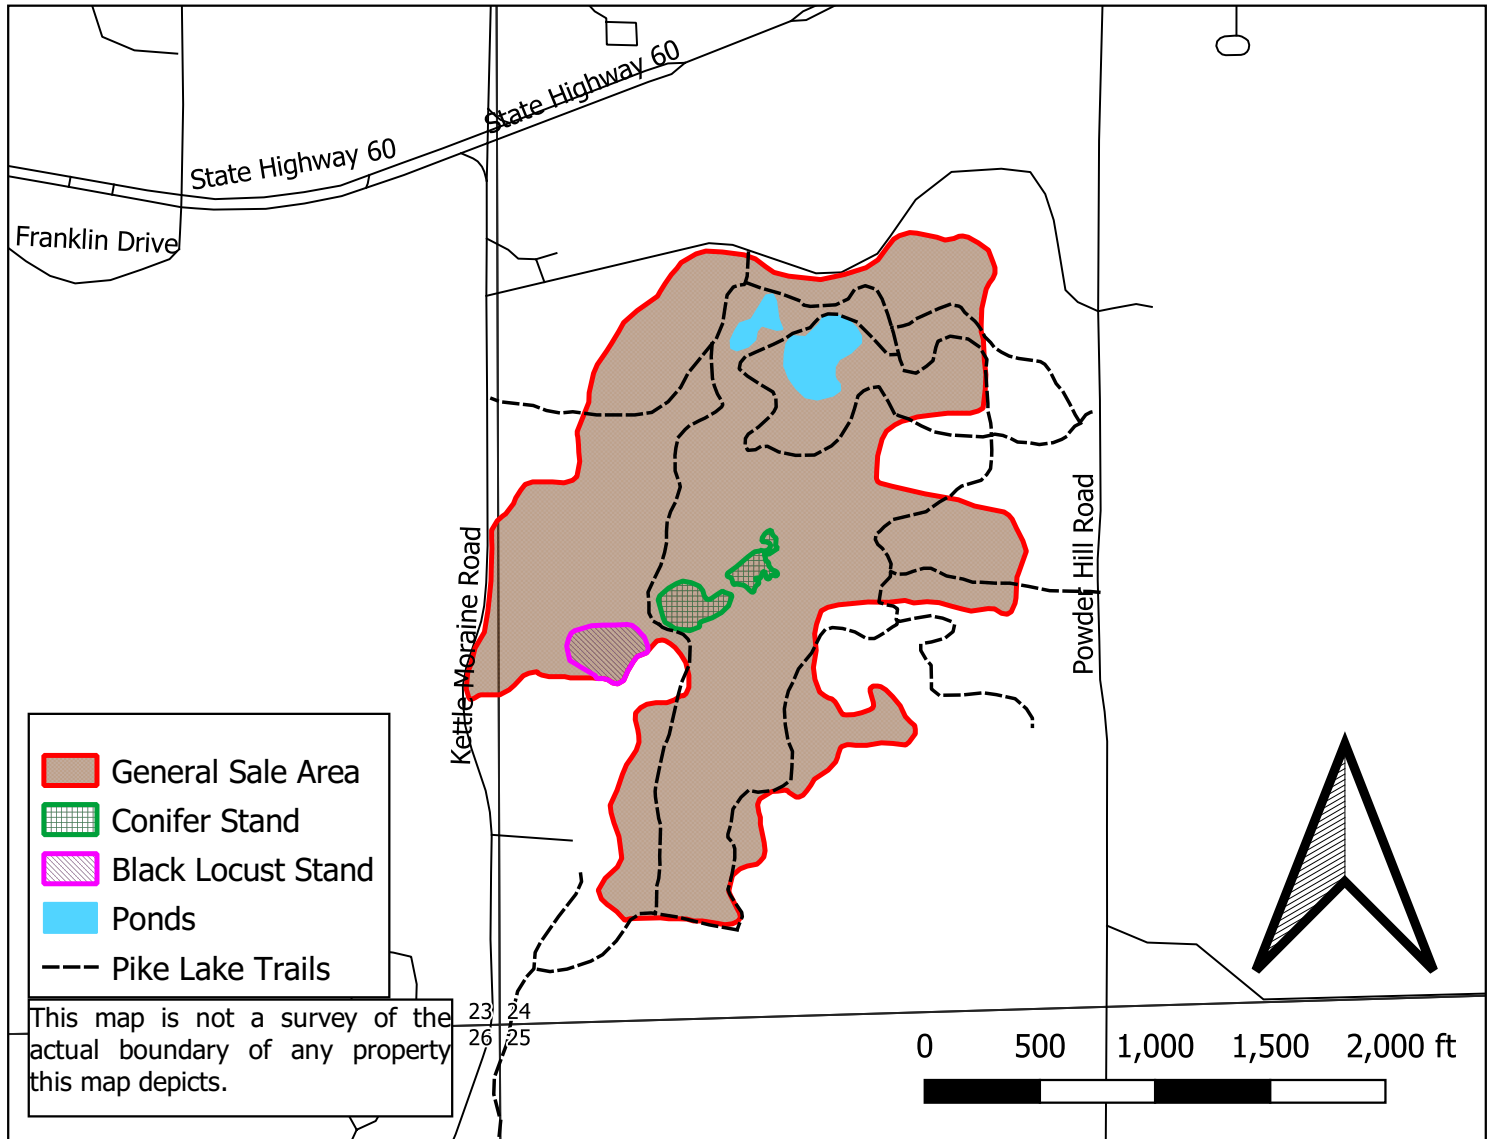 State Highway 60
State Highway 60
Franklin Drive
Kettle Moraine Road
Powder Hill Road
General Sale Area
Conifer Stand
Black Locust Stand
Ponds
Pike Lake Trails
This map is not a survey of the
actual boundary of any property
this map depicts.
23 24
26 25
0 500 1,000 1,500 2,000 ft